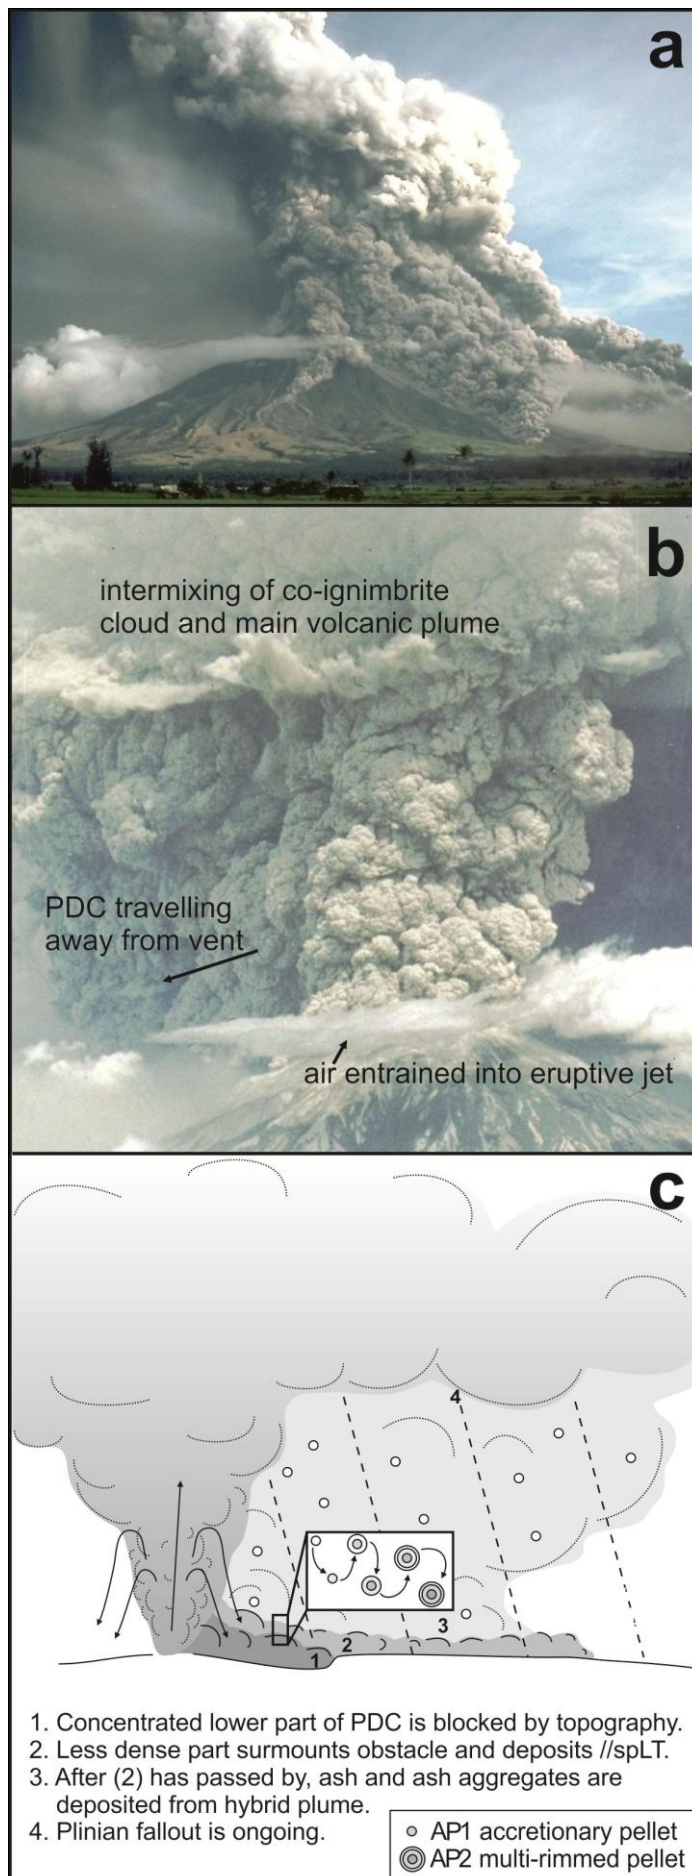 a
b
intermixing of co-ignimbrite
cloud and main volcanic plume
PDC travelling
away from vent
air entrained into eruptive jet
c
4
3
2
1
1. Concentrated lower part of PDC is blocked by topography.
2. Less dense part surmounts obstacle and deposits //spLT.
3. After (2) has passed by, ash and ash aggregates are
deposited from hybrid plume.
4. Plinian fallout is ongoing.
AP1 accretionary pellet
AP2 multi-rimmed pellet